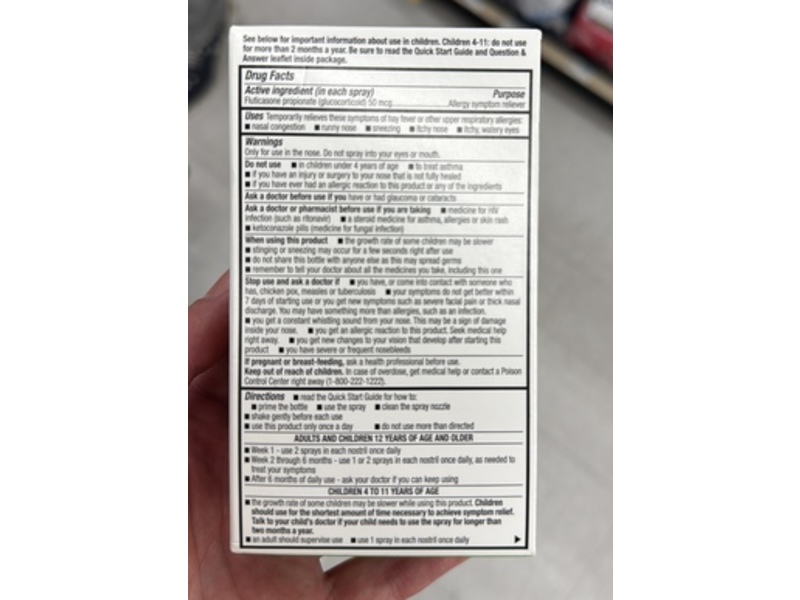 See below for important information about use in children. Children 4-11: do not use
for more than 2 months a year. Be sure to read the Quick Start Guide and Question &
Answer leaflet inside package.
Drug Facts
Active ingredient (in each spray) Purpose
Fluticasone propionate (glucocorticoid) 50 mcg Allergy symptom reliever
Uses Temporarily relieves these symptoms of hay fever or other upper respiratory allergies:
■ nasal congestion ■ runny nose ■ sneezing ■ itchy nose ■ itchy, watery eyes
Warnings
Only for use in the nose. Do not spray into your eyes or mouth.
Do not use ■ in children under 4 years of age ■ to treat asthma
■ if you have an injury or surgery to your nose that is not fully healed
■ if you have ever had an allergic reaction to this product or any of the ingredients
Ask a doctor before use if you have or had glaucoma or cataracts
Ask a doctor or pharmacist before use if you are taking ■ medicine for HIV
infection (such as ritonavir) ■ a steroid medicine for asthma, allergies or skin rash
■ ketoconazole pills (medicine for fungal infection)
When using this product ■ the growth rate of some children may be slower
■ stinging or sneezing may occur for a few seconds right after use
■ do not share this bottle with anyone else as this may spread germs
■ remember to tell your doctor about all the medicines you take, including this one
Stop use and ask a doctor if ■ you have, or come into contact with someone who
has, chicken pox, measles or tuberculosis ■ your symptoms do not get better within
7 days of starting use or you get new symptoms such as severe facial pain or thick nasal
discharge. You may have something more than allergies, such as an infection.
■ you get a constant whistling sound from your nose. This may be a sign of damage
inside your nose. ■ you get an allergic reaction to this product. Seek medical help
right away. ■ you get new changes to your vision that develop after starting this
product ■ you have severe or frequent nosebleeds
If pregnant or breast-feeding, ask a health professional before use.
Keep out of reach of children. In case of overdose, get medical help or contact a Poison
Control Center right away (1-800-222-1222).
Directions ■ read the Quick Start Guide for how to:
■ prime the bottle ■ use the spray ■ clean the spray nozzle
■ shake gently before each use
■ use this product only once a day ■ do not use more than directed
ADULTS AND CHILDREN 12 YEARS OF AGE AND OLDER
■ Week 1 - use 2 sprays in each nostril once daily
■ Week 2 through 6 months - use 1 or 2 sprays in each nostril once daily, as needed to
treat your symptoms
■ After 6 months of daily use - ask your doctor if you can keep using
CHILDREN 4 TO 11 YEARS OF AGE
■ the growth rate of some children may be slower while using this product. Children
should use for the shortest amount of time necessary to achieve symptom relief.
Talk to your child's doctor if your child needs to use the spray for longer than
two months a year.
■ an adult should supervise use ■ use 1 spray in each nostril once daily